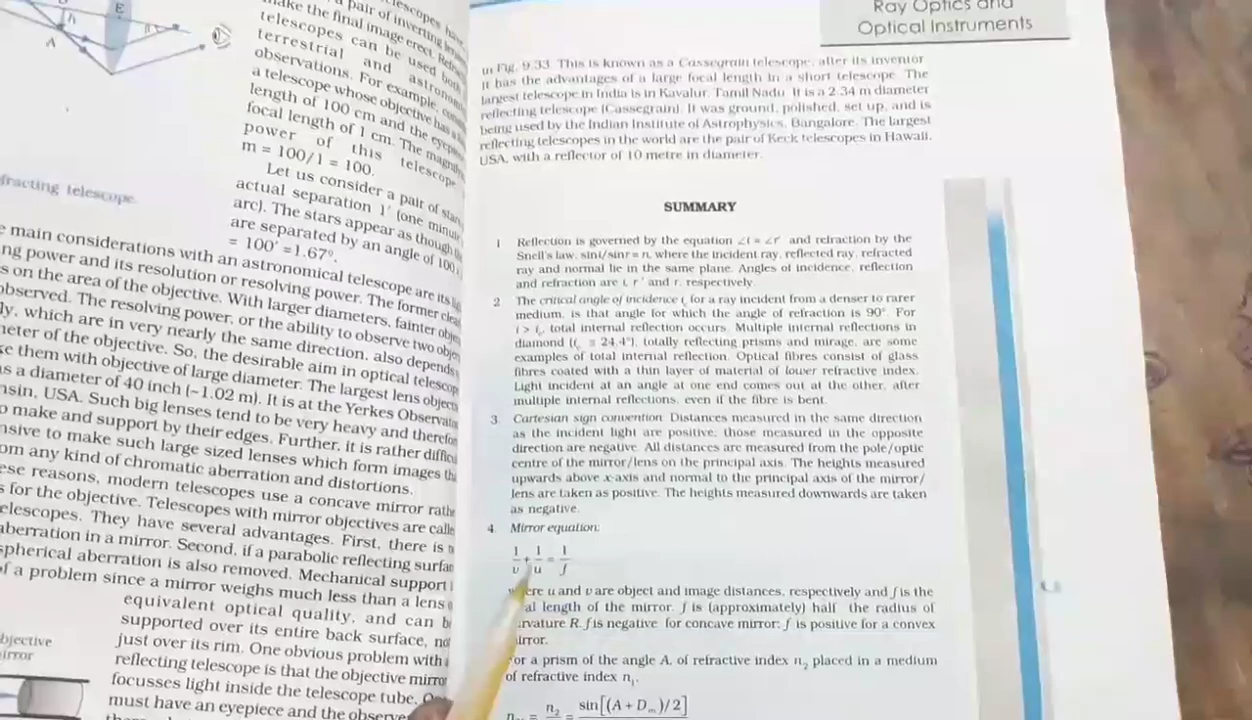 E
h
A
fracting telescope.
telescopes have
a pair of inverting
make the final image erect.
telescopes can be used both
terrestrial and
observations. For example,
a telescope whose objective has a
length of 100 cm and the
focal length of 1 cm. The
power of this telescope
m = 100/1 = 100.
Let us consider a pair of
actual separation 1′ (one
arc). The stars appear as though
are separated by an angle of 100
= 100′ =1.67°.
main considerations with an astronomical telescope are its
power and its resolution or resolving power. The former
on the area of the objective. With larger diameters, fainter
observed. The resolving power, or the ability to observe two
which are in very nearly the same direction, also depends
of the objective. So, the desirable aim in optical
them with objective of large diameter. The largest lens
a diameter of 40 inch (~1.02 m). It is at the Yerkes
USA. Such big lenses tend to be very heavy and
make and support by their edges. Further, it is rather
to make such large sized lenses which form images
any kind of chromatic aberration and distortions.
reasons, modern telescopes use a concave mirror
for the objective. Telescopes with mirror objectives are
telescopes. They have several advantages. First, there is
aberration in a mirror. Second, if a parabolic reflecting
spherical aberration is also removed. Mechanical support
of a problem since a mirror weighs much less than a lens
equivalent optical quality, and can
supported over its entire back surface,
just over its rim. One obvious problem with
reflecting telescope is that the objective
focusses light inside the telescope tube.
must have an eyepiece and the
Ray Optics and
Optical Instruments
in Fig. 9.33. This is known as a Cassegrain telescope, after its inventor.
It has the advantages of a large focal length in a short telescope. The
largest telescope in India is in Kavalur, Tamil Nadu. It is a 2.34 m diameter
reflecting telescope (Cassegrain). It was ground, polished, set up, and is
being used by the Indian Institute of Astrophysics, Bangalore. The largest
reflecting telescopes in the world are the pair of Keck telescopes in Hawaii,
USA, with a reflector of 10 metre in diameter.
SUMMARY
1. Reflection is governed by the equation ∠i = ∠r′ and refraction by the
Snell's law, sini/sinr = n, where the incident ray, reflected ray, refracted
ray and normal lie in the same plane. Angles of incidence, reflection
and refraction are i, r′ and r, respectively.
2. The critical angle of incidence i_c for a ray incident from a denser to rarer
medium, is that angle for which the angle of refraction is 90°. For
i > i_c, total internal reflection occurs. Multiple internal reflections in
diamond (i_c ≅ 24.4°), totally reflecting prisms and mirage, are some
examples of total internal reflection. Optical fibres consist of glass
fibres coated with a thin layer of material of lower refractive index.
Light incident at an angle at one end comes out at the other, after
multiple internal reflections, even if the fibre is bent.
3. Cartesian sign convention: Distances measured in the same direction
as the incident light are positive; those measured in the opposite
direction are negative. All distances are measured from the pole/optic
centre of the mirror/lens on the principal axis. The heights measured
upwards above x-axis and normal to the principal axis of the mirror/
lens are taken as positive. The heights measured downwards are taken
as negative.
4. Mirror equation:
1/v + 1/u = 1/f
u and v are object and image distances, respectively and f is the
length of the mirror. f is (approximately) half the radius of
R. f is negative for concave mirror; f is positive for a convex
a prism of the angle A, of refractive index n₂ placed in a medium
of refractive index n₁,
= n₂ = sin[(A + D_m)/2]
bjective
irror